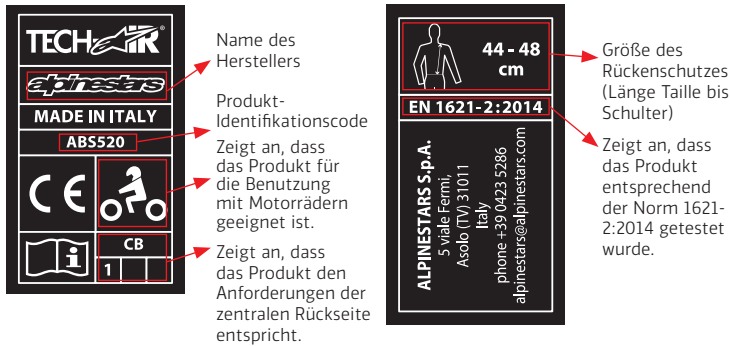 TECH-AIR®
alpinestars
MADE IN ITALY
ABS520
CE
i
CB
1
Name des
Herstellers
Produkt-
Identifikationscode
Zeigt an, dass
das Produkt für
die Benutzung
mit Motorrädern
geeignet ist.
Zeigt an, dass
das Produkt den
Anforderungen der
zentralen Rückseite
entspricht.
44 - 48
cm
EN 1621-2:2014
ALPINESTARS S.p.A.
5 viale Fermi,
Asolo (TV) 31011
Italy
phone +39 0423 5286
alpinestars@alpinestars.com
Größe des
Rückenschutzes
(Länge Taille bis
Schulter)
Zeigt an, dass
das Produkt
entsprechend
der Norm 1621-
2:2014 getestet
wurde.